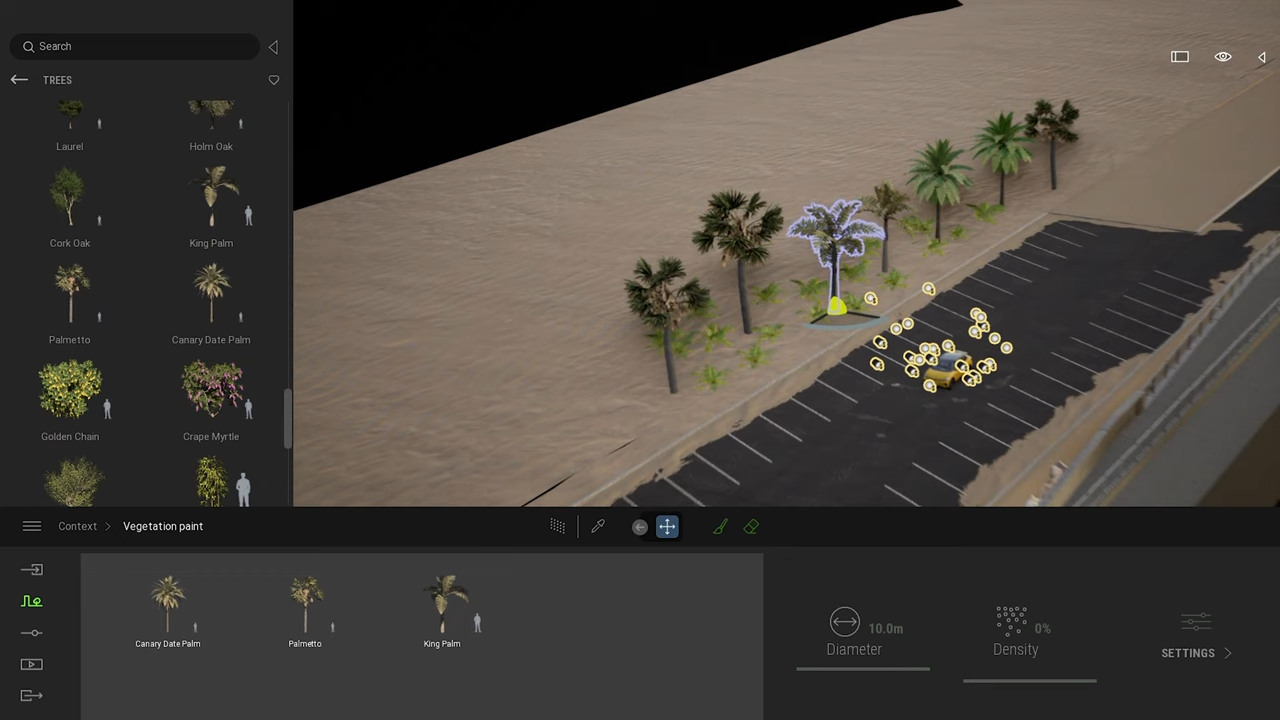 Search
TREES
Laurel
Holm Oak
Cork Oak
King Palm
Palmetto
Canary Date Palm
Golden Chain
Crape Myrtle
Context
Vegetation paint
Canary Date Palm
Palmetto
King Palm
10.0m
Diameter
0%
Density
SETTINGS